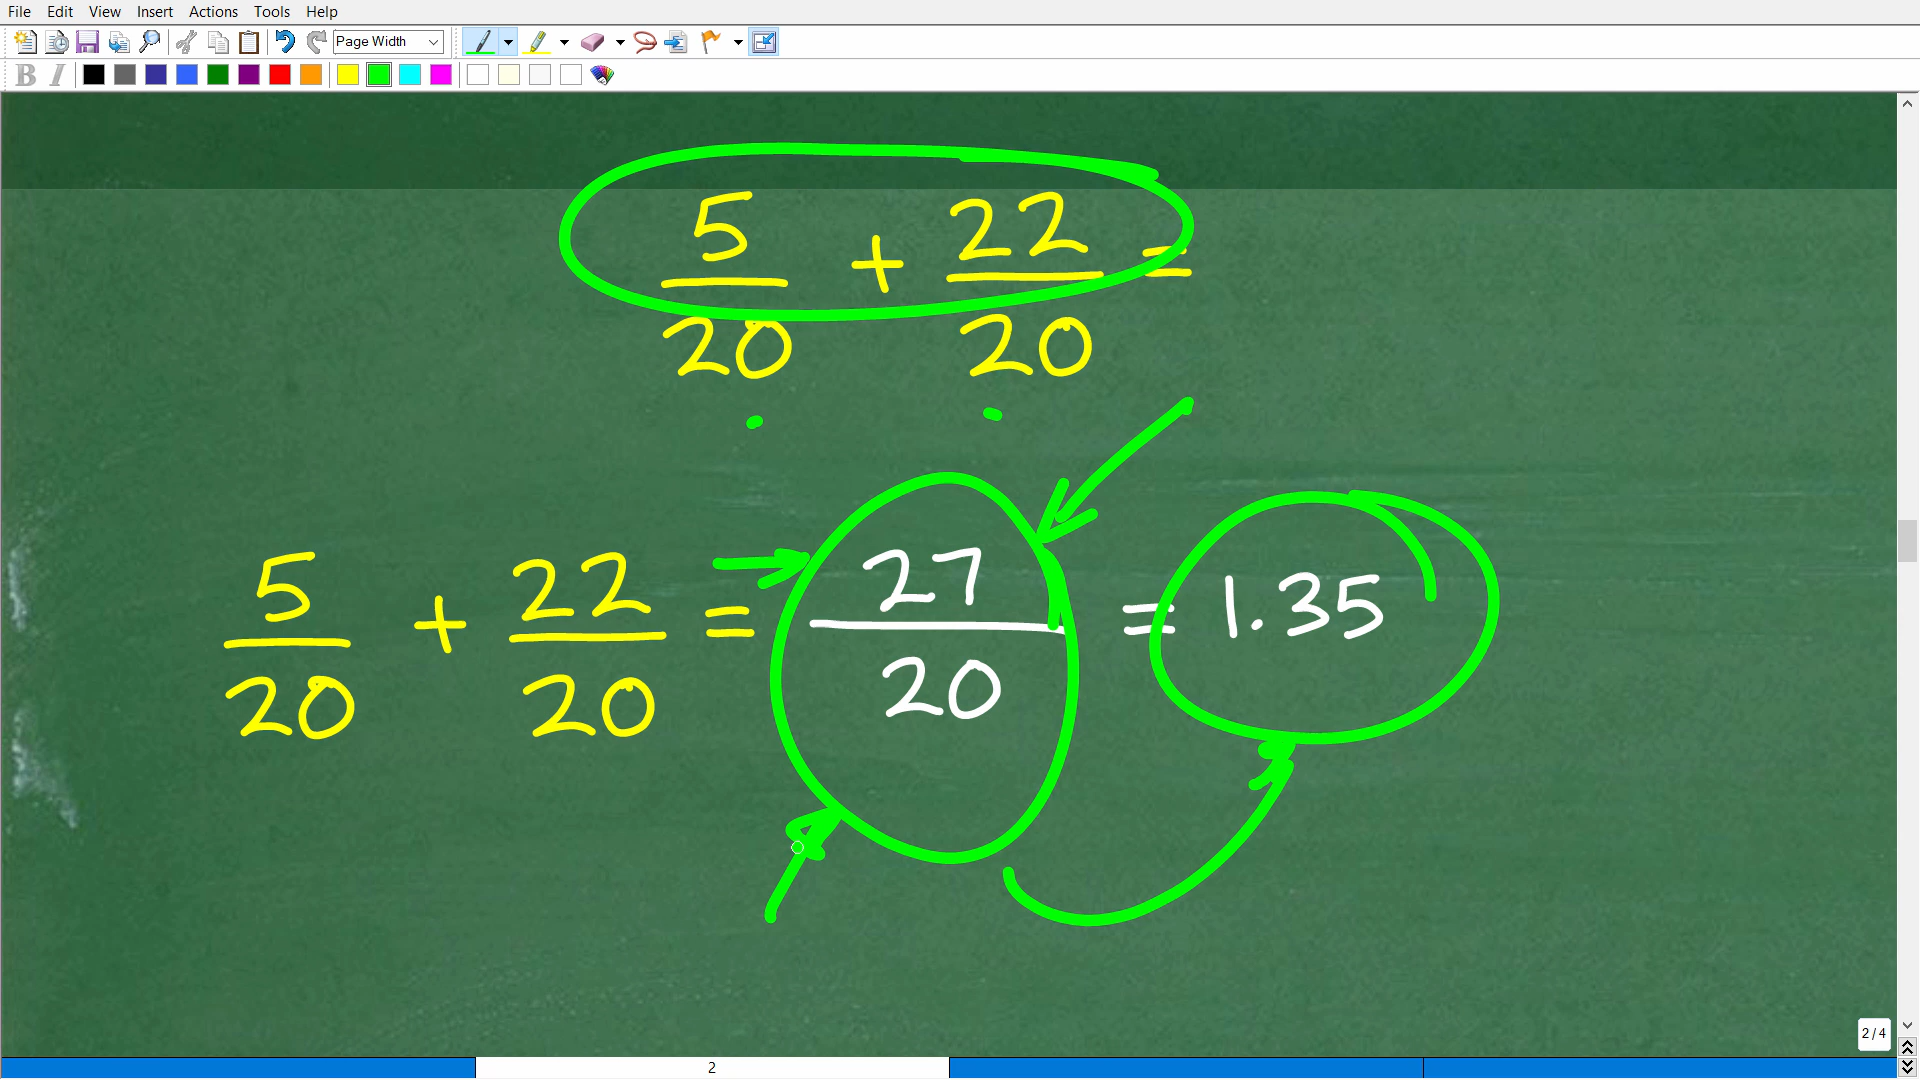 File Edit View Insert Actions Tools Help
Page Width
B I
5/20 + 22/20 =
5/20 + 22/20 = 27/20 = 1.35
2 / 4
2